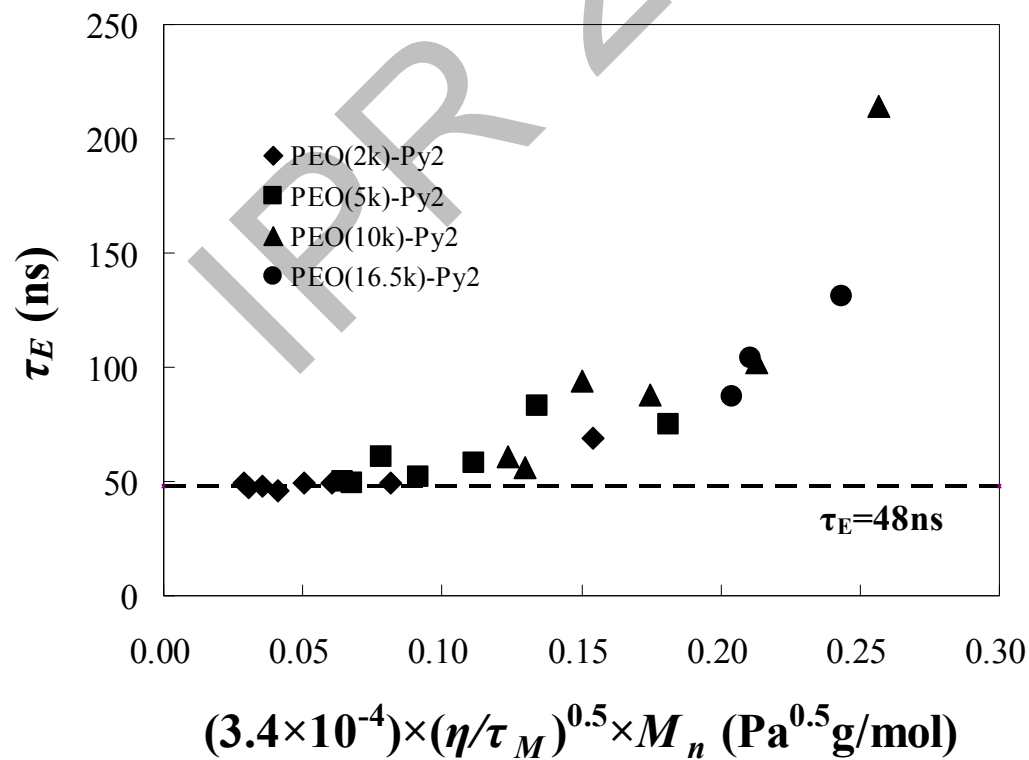 IPR 2
250
200
150
100
50
0
◆ PEO(2k)-Py2
■ PEO(5k)-Py2
▲ PEO(10k)-Py2
● PEO(16.5k)-Py2
τE (ns)
τE=48ns
0.00 0.05 0.10 0.15 0.20 0.25 0.30
(3.4×10⁻⁴)×(η/τM)⁰·⁵×Mn (Pa⁰·⁵g/mol)